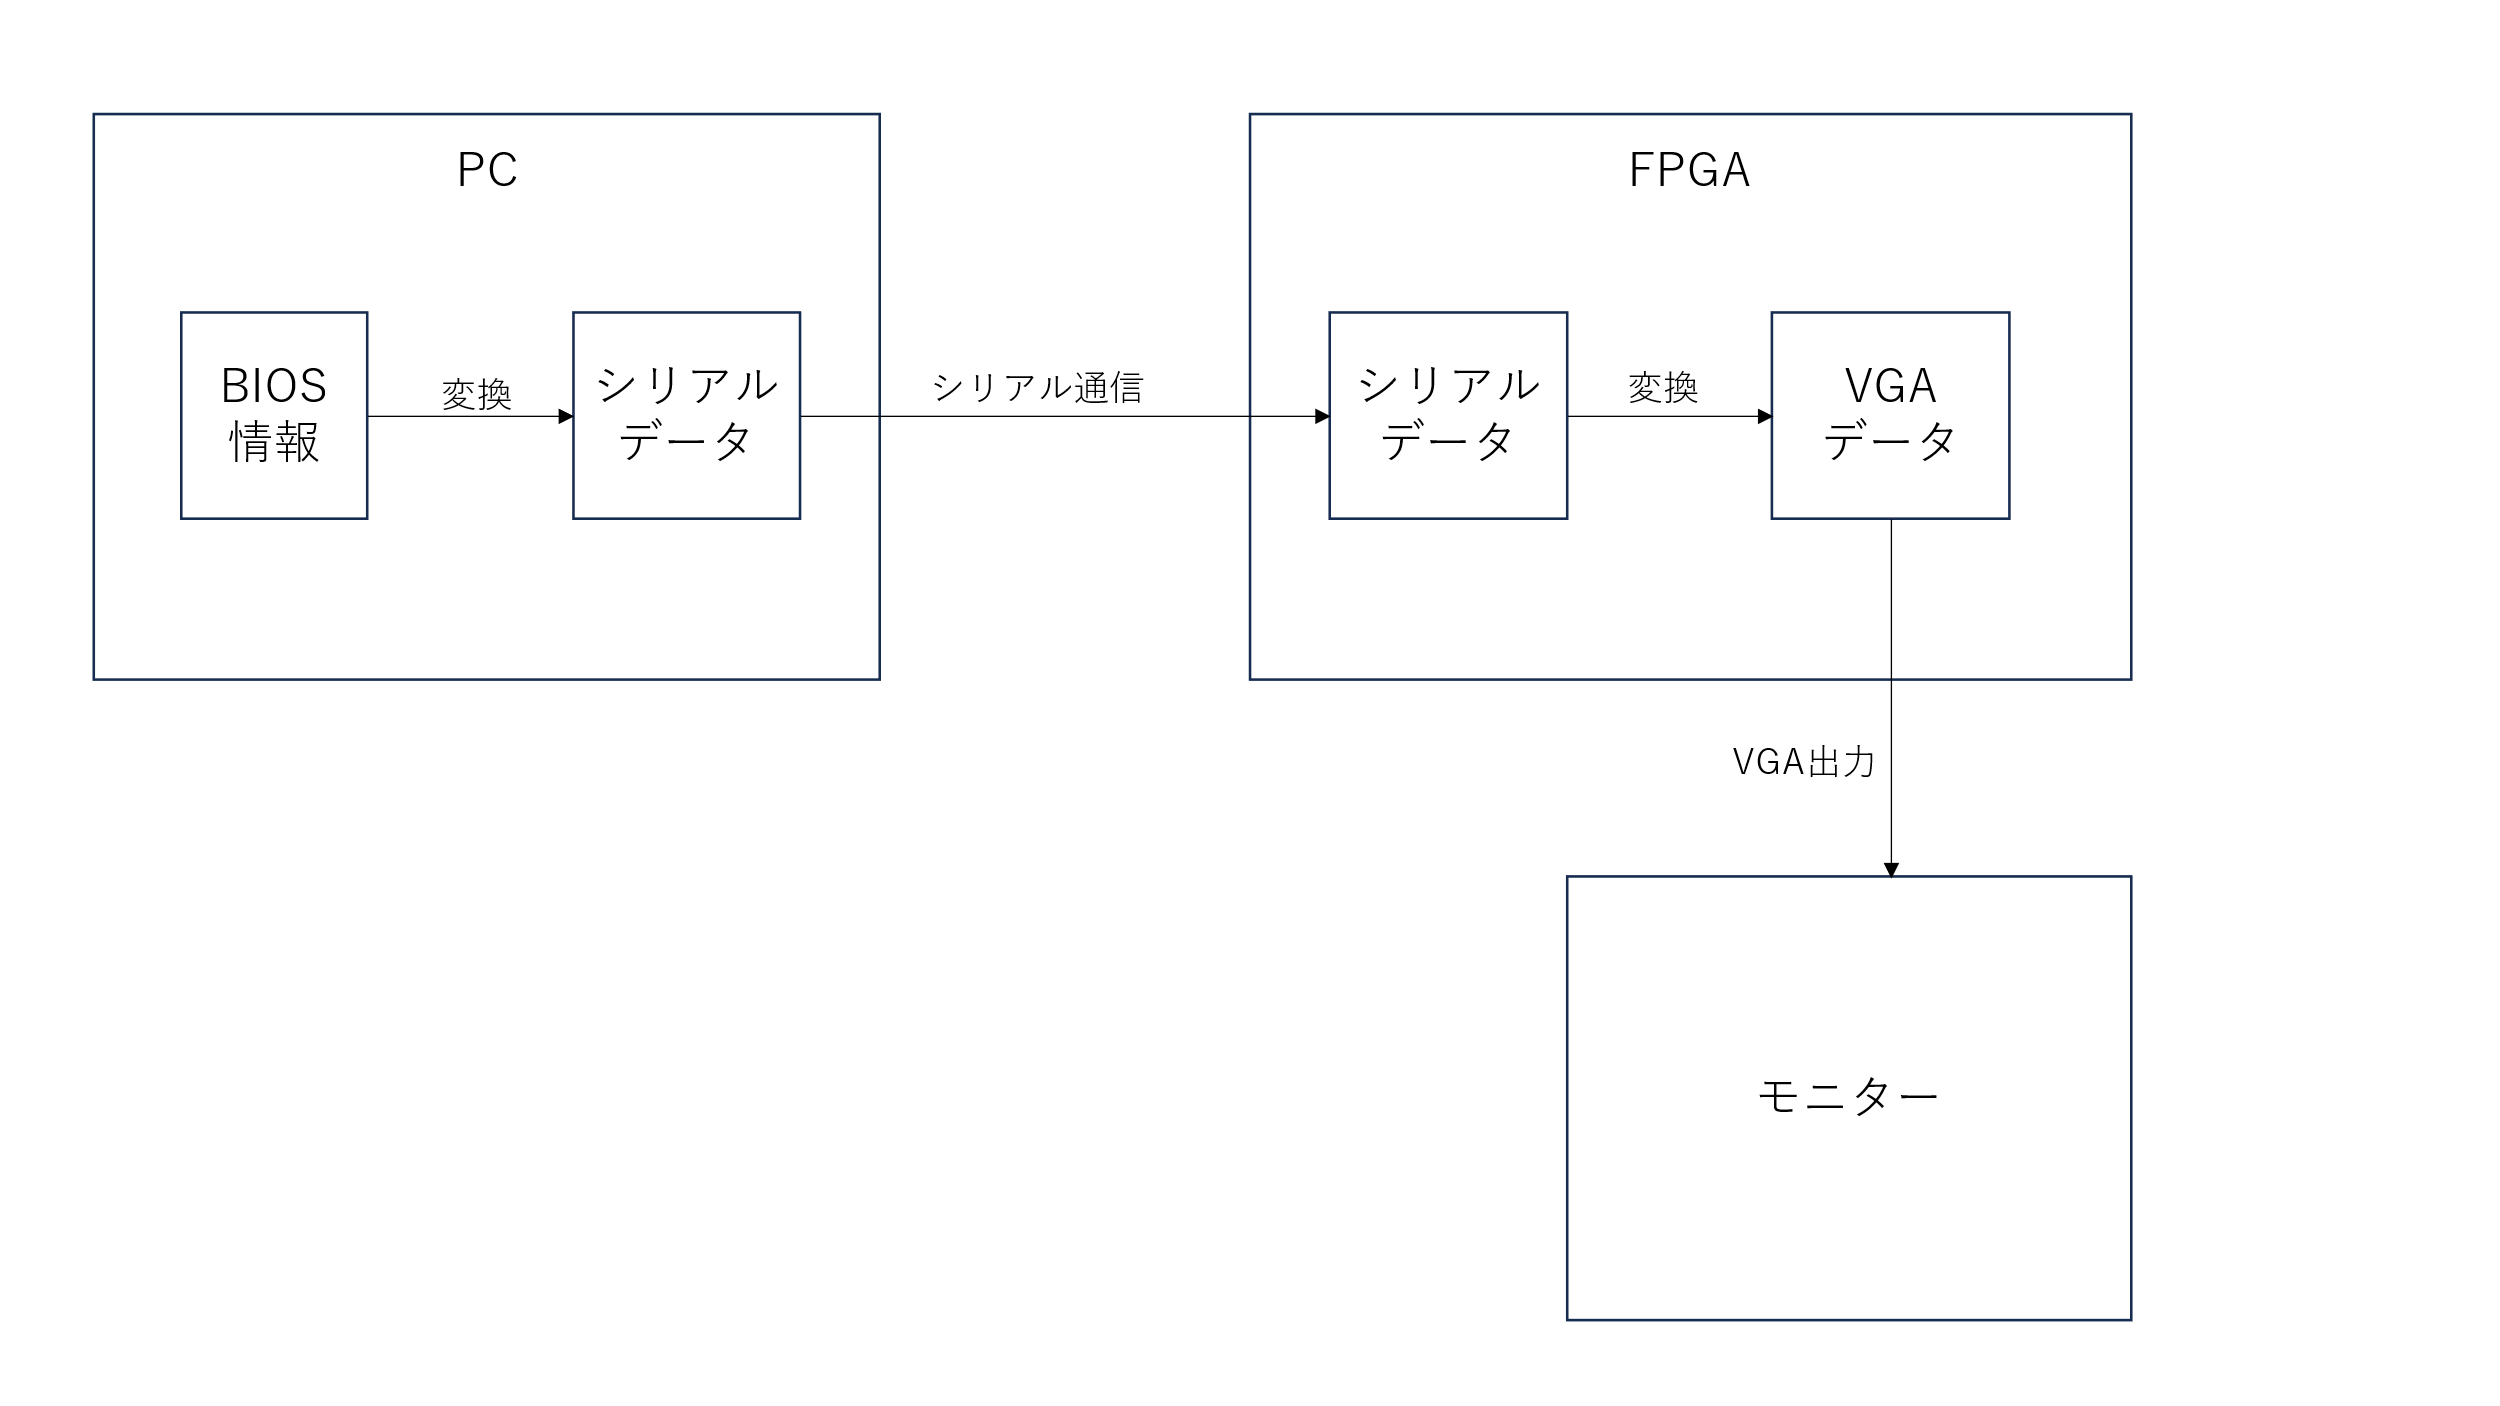 PC
FPGA
BIOS
情報
変換
シリアル
データ
シリアル通信
シリアル
データ
変換
VGA
データ
VGA出力
モニター